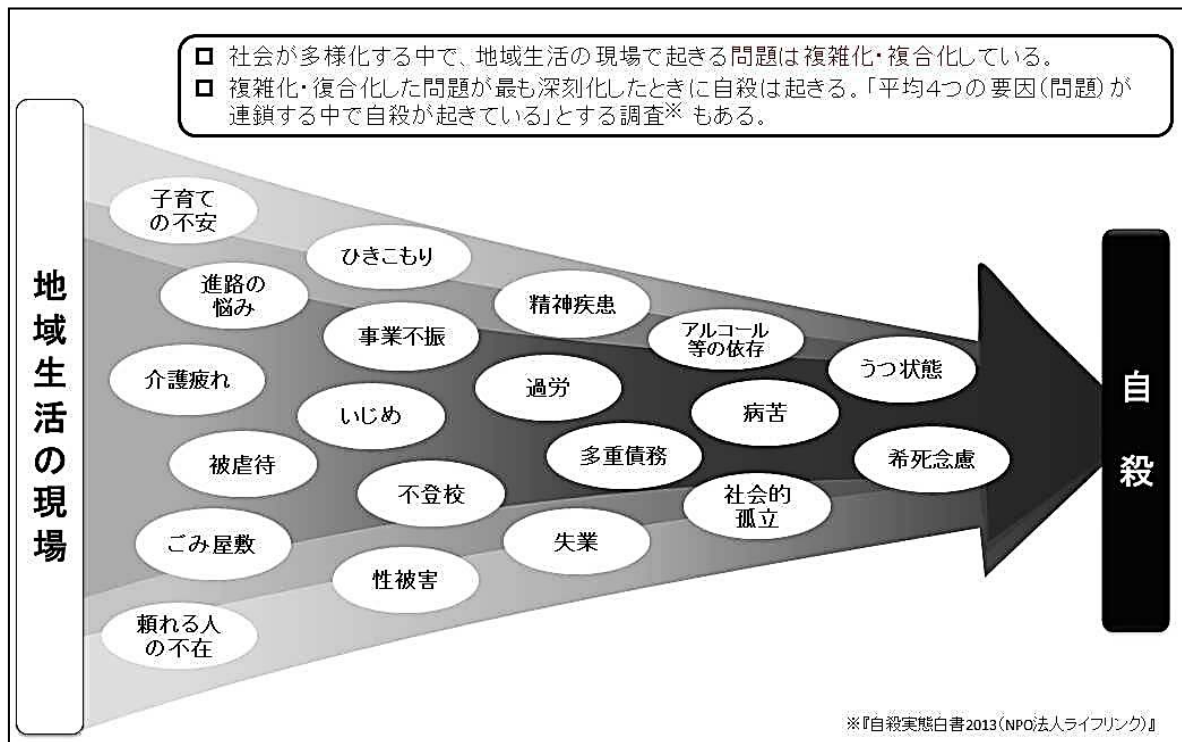 □ 社会が多様化する中で、地域生活の現場で起きる問題は複雑化・複合化している。
□ 複雑化・復合化した問題が最も深刻化したときに自殺は起きる。「平均4つの要因(問題)が
連鎖する中で自殺が起きている」とする調査※ もある。
地域生活の現場
子育て
の不安
ひきこもり
進路の
悩み
精神疾患
事業不振
アルコール
等の依存
うつ状態
介護疲れ
過労
いじめ
病苦
被虐待
多重債務
希死念慮
不登校
社会的
孤立
ごみ屋敷
失業
性被害
頼れる人
の不在
自殺
※『自殺実態白書2013(NPO法人ライフリンク)』